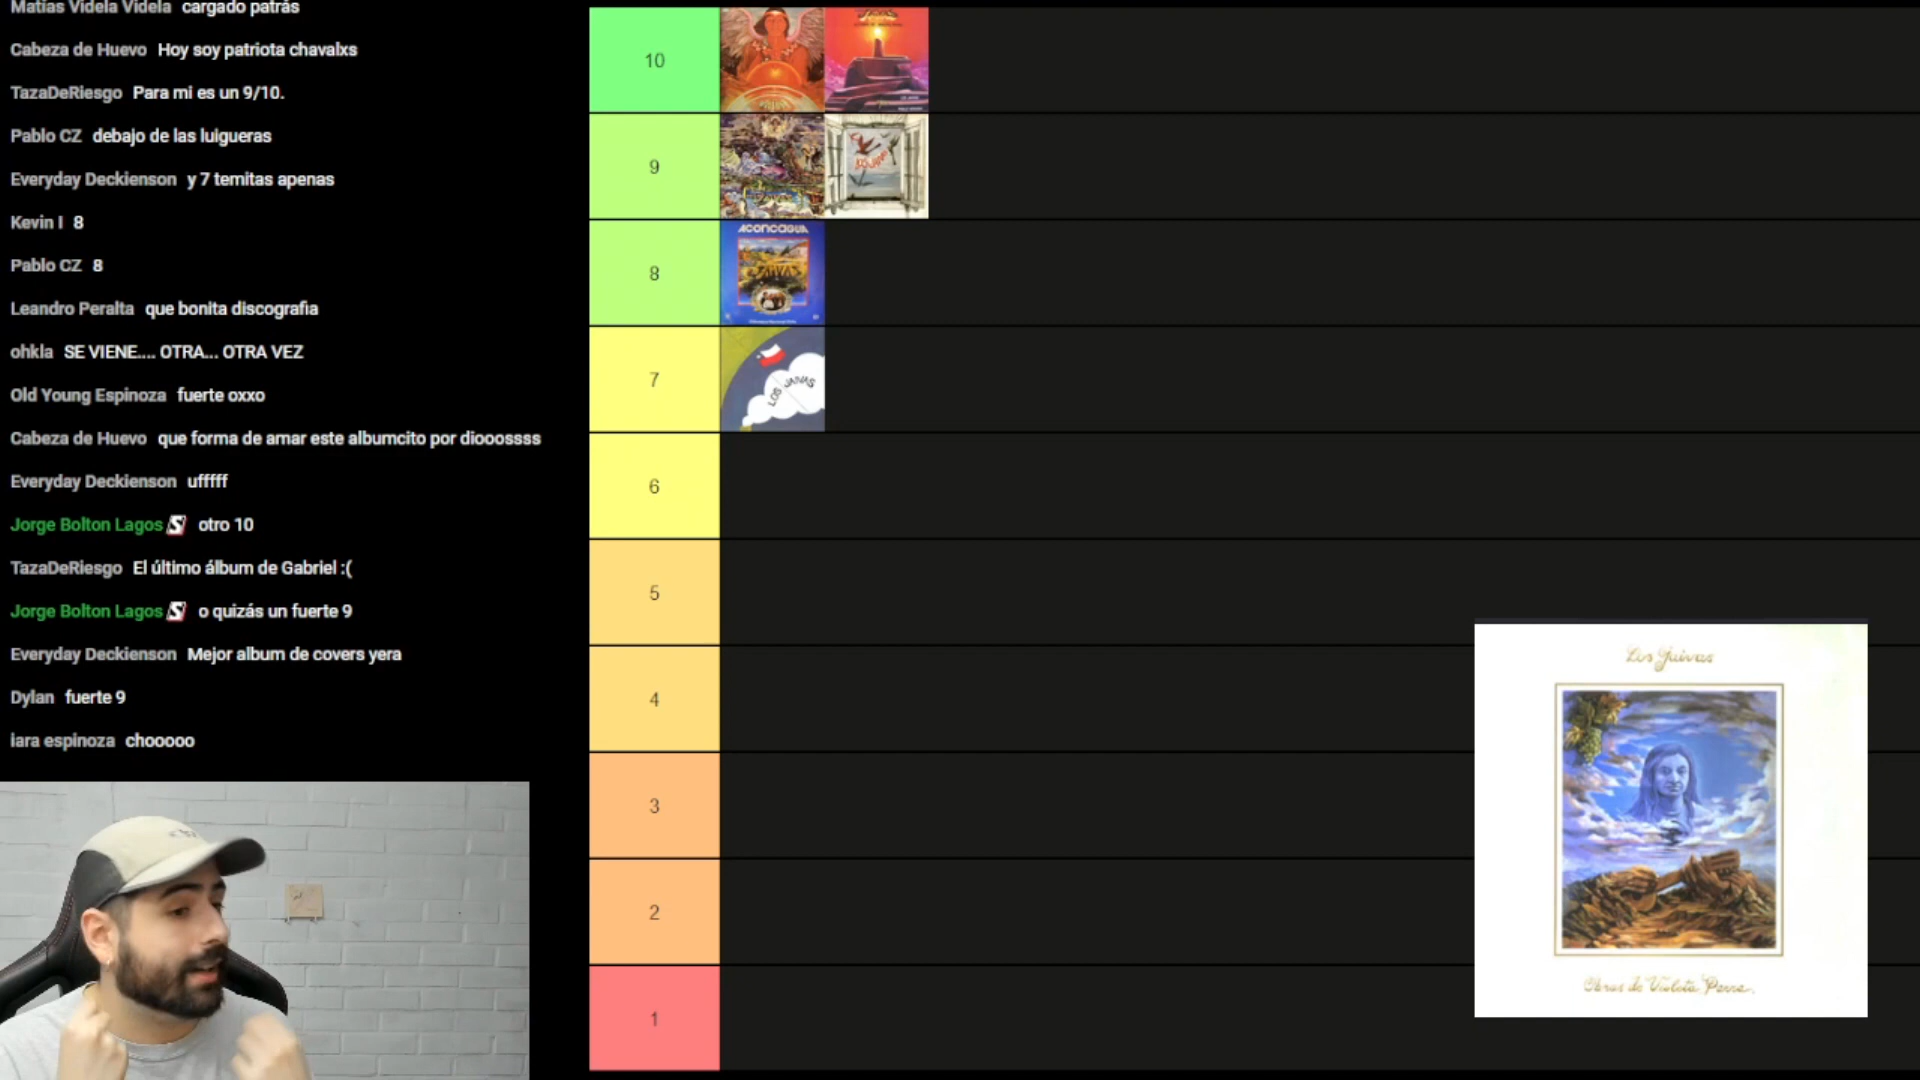 Matías Videla Videla cargado patrás
Cabeza de Huevo Hoy soy patriota chavalxs
TazaDeRiesgo Para mi es un 9/10.
Pablo CZ debajo de las luigueras
Everyday Deckienson y 7 temitas apenas
Kevin I 8
Pablo CZ 8
Leandro Peralta que bonita discografia
ohkla SE VIENE.... OTRA... OTRA VEZ
Old Young Espinoza fuerte oxxo
Cabeza de Huevo que forma de amar este albumcito por diooossss
Everyday Deckienson ufffff
Jorge Bolton Lagos S otro 10
TazaDeRiesgo El último álbum de Gabriel :(
Jorge Bolton Lagos S o quizás un fuerte 9
Everyday Deckienson Mejor album de covers yera
Dylan fuerte 9
iara espinoza chooooo
10
9
LOS JAIVAS
8
ACONCAGUA
JAIVAS
7
LOS JAIVAS
6
5
4
3
2
1
Los Jaivas
Obras de Violeta Parra.